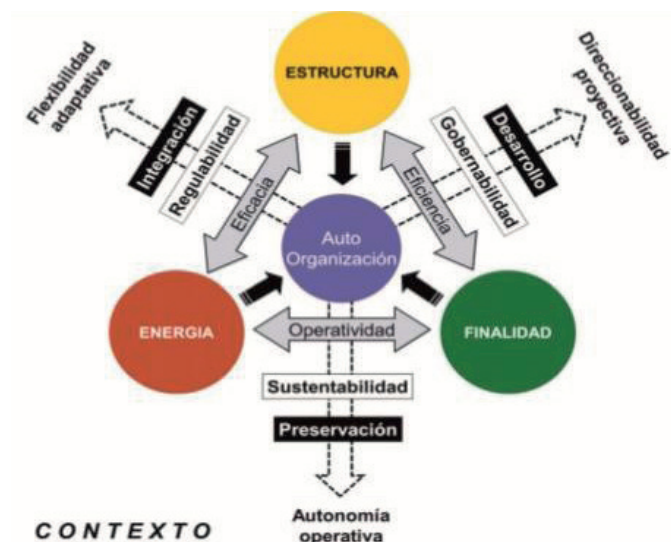 ESTRUCTURA
Flexibilidad
adaptativa
Direccionabilidad
proyectiva
Integración
Regulabilidad
Gobernabilidad
Desarrollo
Eficacia
Eficiencia
Auto
Organización
ENERGIA
Operatividad
FINALIDAD
Sustentabilidad
Preservación
CONTEXTO
Autonomía
operativa